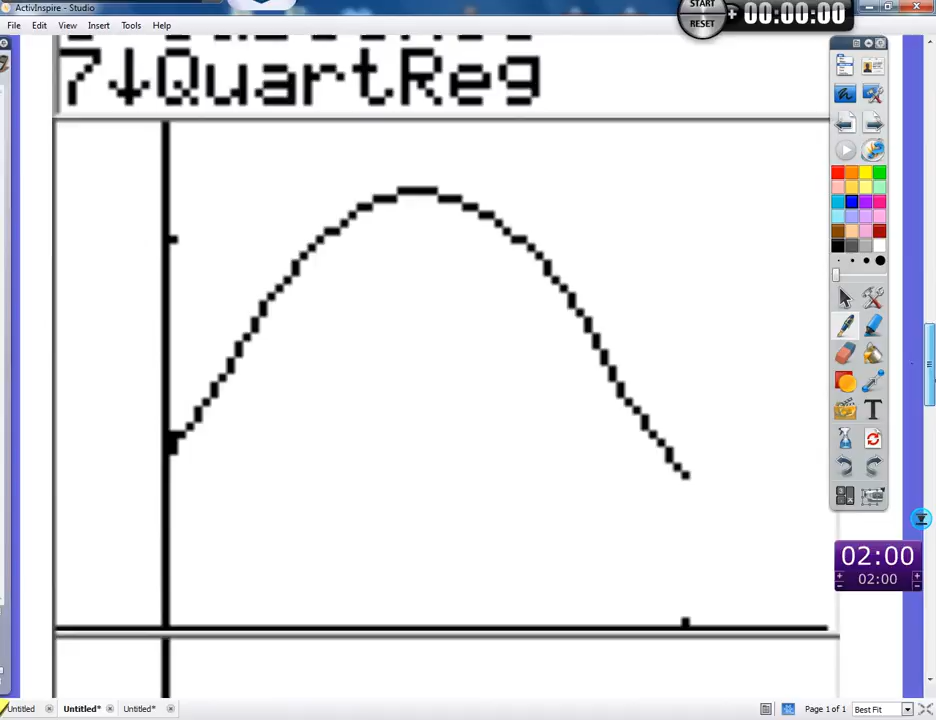 ActivInspire - Studio
START
RESET
00:00:00
File Edit View Insert Tools Help
7↓QuartReg
T
02:00
02:00
Untitled Untitled* Untitled*
Page 1 of 1 Best Fit